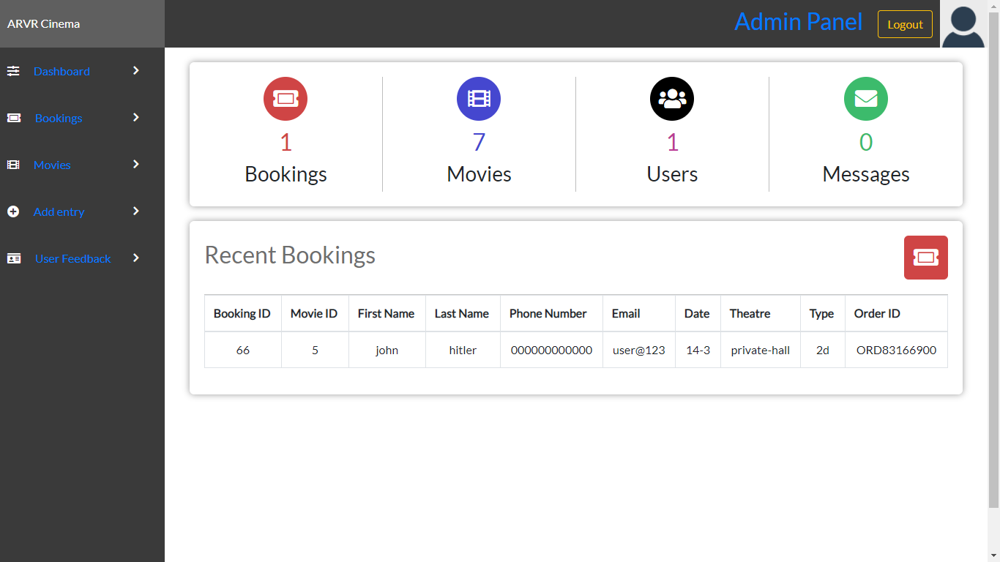 ARVR Cinema
Admin Panel
Logout
Dashboard
Bookings
Movies
Add entry
User Feedback
1 7 1 0
Bookings Movies Users Messages
Recent Bookings
Booking ID Movie ID First Name Last Name Phone Number Email Date Theatre Type Order ID
66 5 john hitler 000000000000 user@123 14-3 private-hall 2d ORD83166900